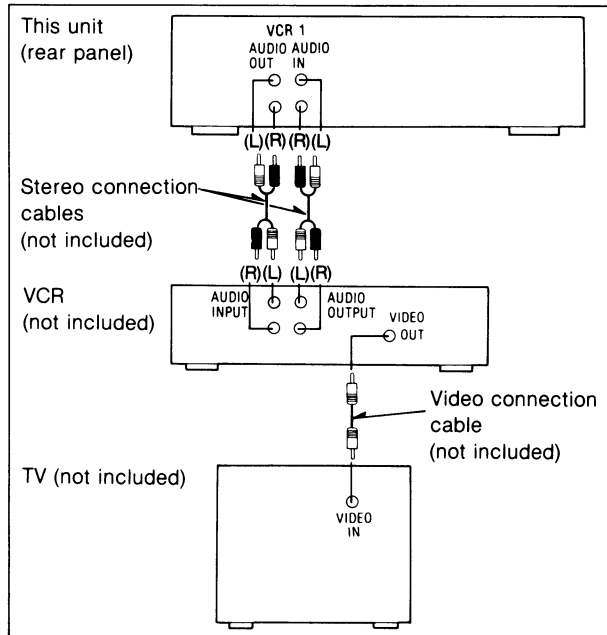 This unit
(rear panel)
VCR 1
AUDIO AUDIO
OUT IN
(L) (R) (R) (L)
Stereo connection
cables
(not included)
(R) (L) (L) (R)
VCR
(not included)
AUDIO
INPUT
AUDIO
OUTPUT
VIDEO
OUT
Video connection
cable
(not included)
TV (not included)
VIDEO
IN